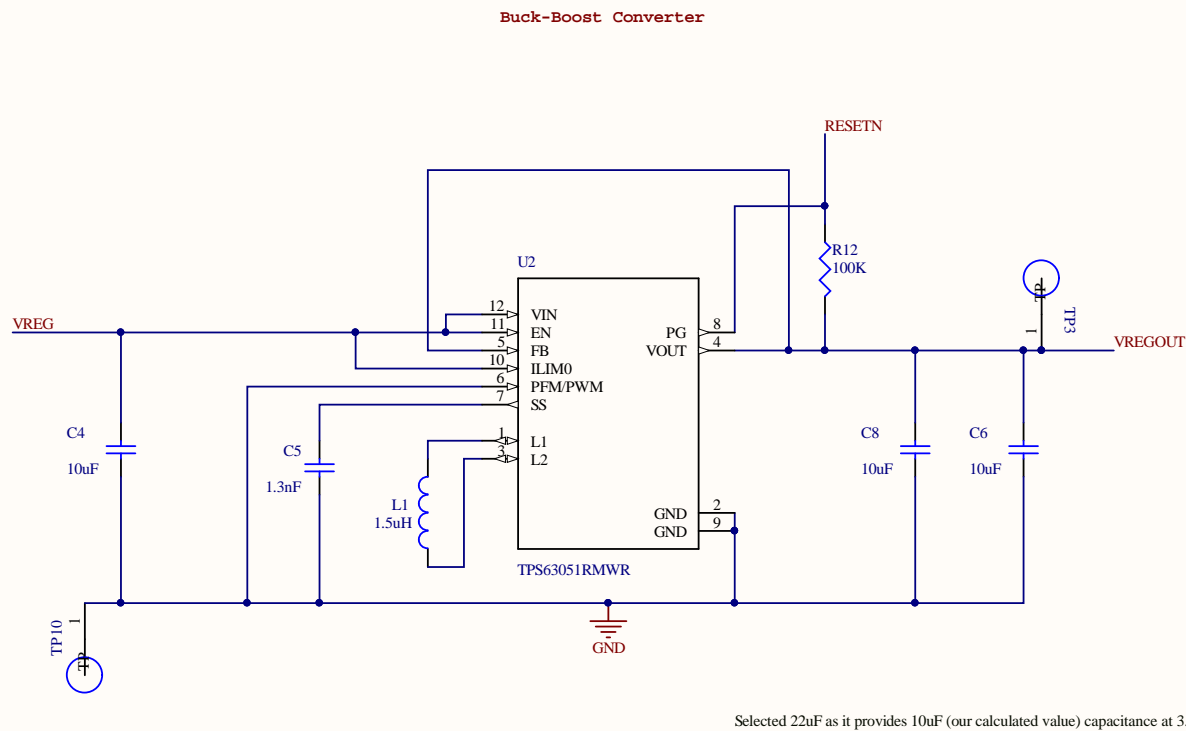 Buck-Boost Converter
RESETN
R12
100K
U2
TP
1
TP3
VREG
VREGOUT
12
VIN
11
EN
5
FB
10
ILIM0
6
PFM/PWM
7
SS
1
L1
3
L2
PG
8
VOUT
4
GND
2
GND
9
C4
10uF
C5
1.3nF
L1
1.5uH
C8
10uF
C6
10uF
TPS63051RMWR
GND
TP10
1
TP
Selected 22uF as it provides 10uF (our calculated value) capacitance at 3.